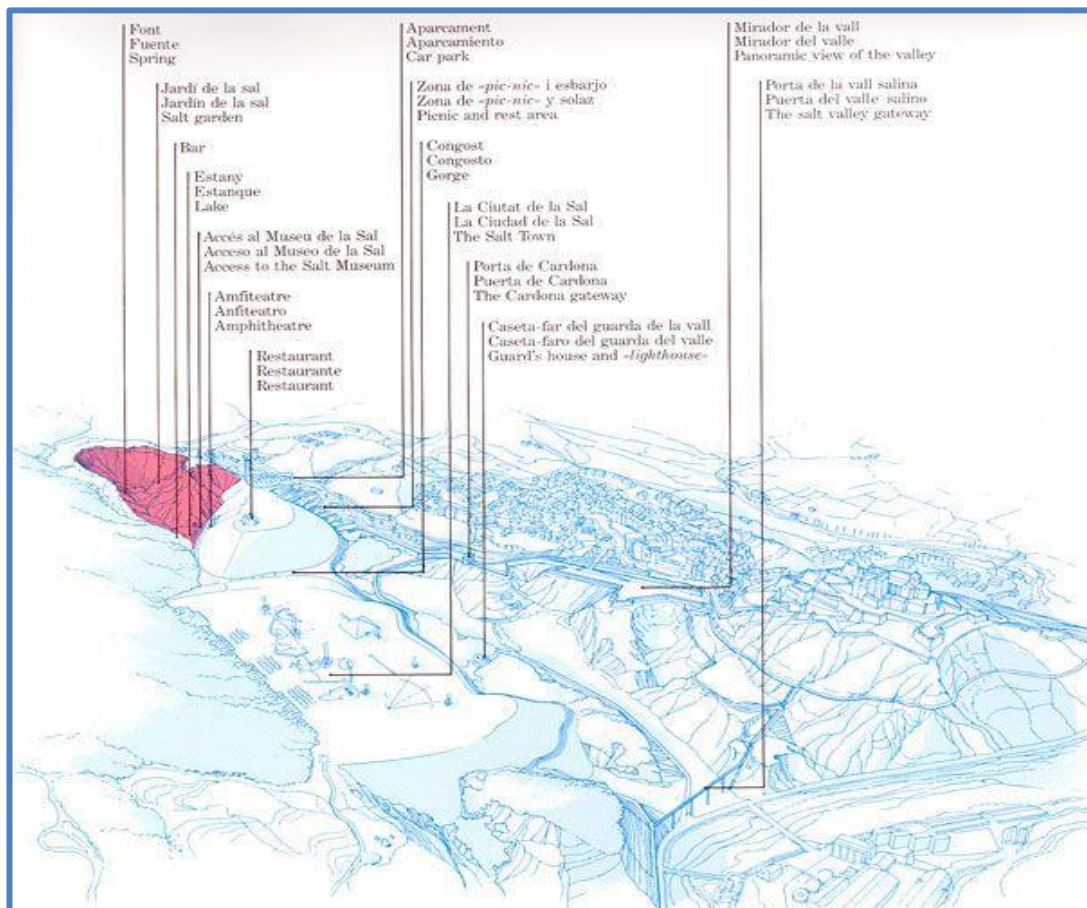 Font
Fuente
Spring
Jardí de la sal
Jardín de la sal
Salt garden
Bar
Estany
Estanque
Lake
Accés al Museu de la Sal
Acceso al Museo de la Sal
Access to the Salt Museum
Amfiteatre
Anfiteatro
Amphitheatre
Restaurant
Restaurante
Restaurant
Aparcament
Aparcamiento
Car park
Zona de «pic-nic» i esbarjo
Zona de «pic-nic» y solaz
Picnic and rest area
Congost
Congosto
Gorge
La Ciutat de la Sal
La Ciudad de la Sal
The Salt Town
Porta de Cardona
Puerta de Cardona
The Cardona gateway
Caseta-far del guarda de la vall
Caseta-faro del guarda del valle
Guard's house and «lighthouse»
Mirador de la vall
Mirador del valle
Panoramic view of the valley
Porta de la vall salina
Puerta del valle salino
The salt valley gateway